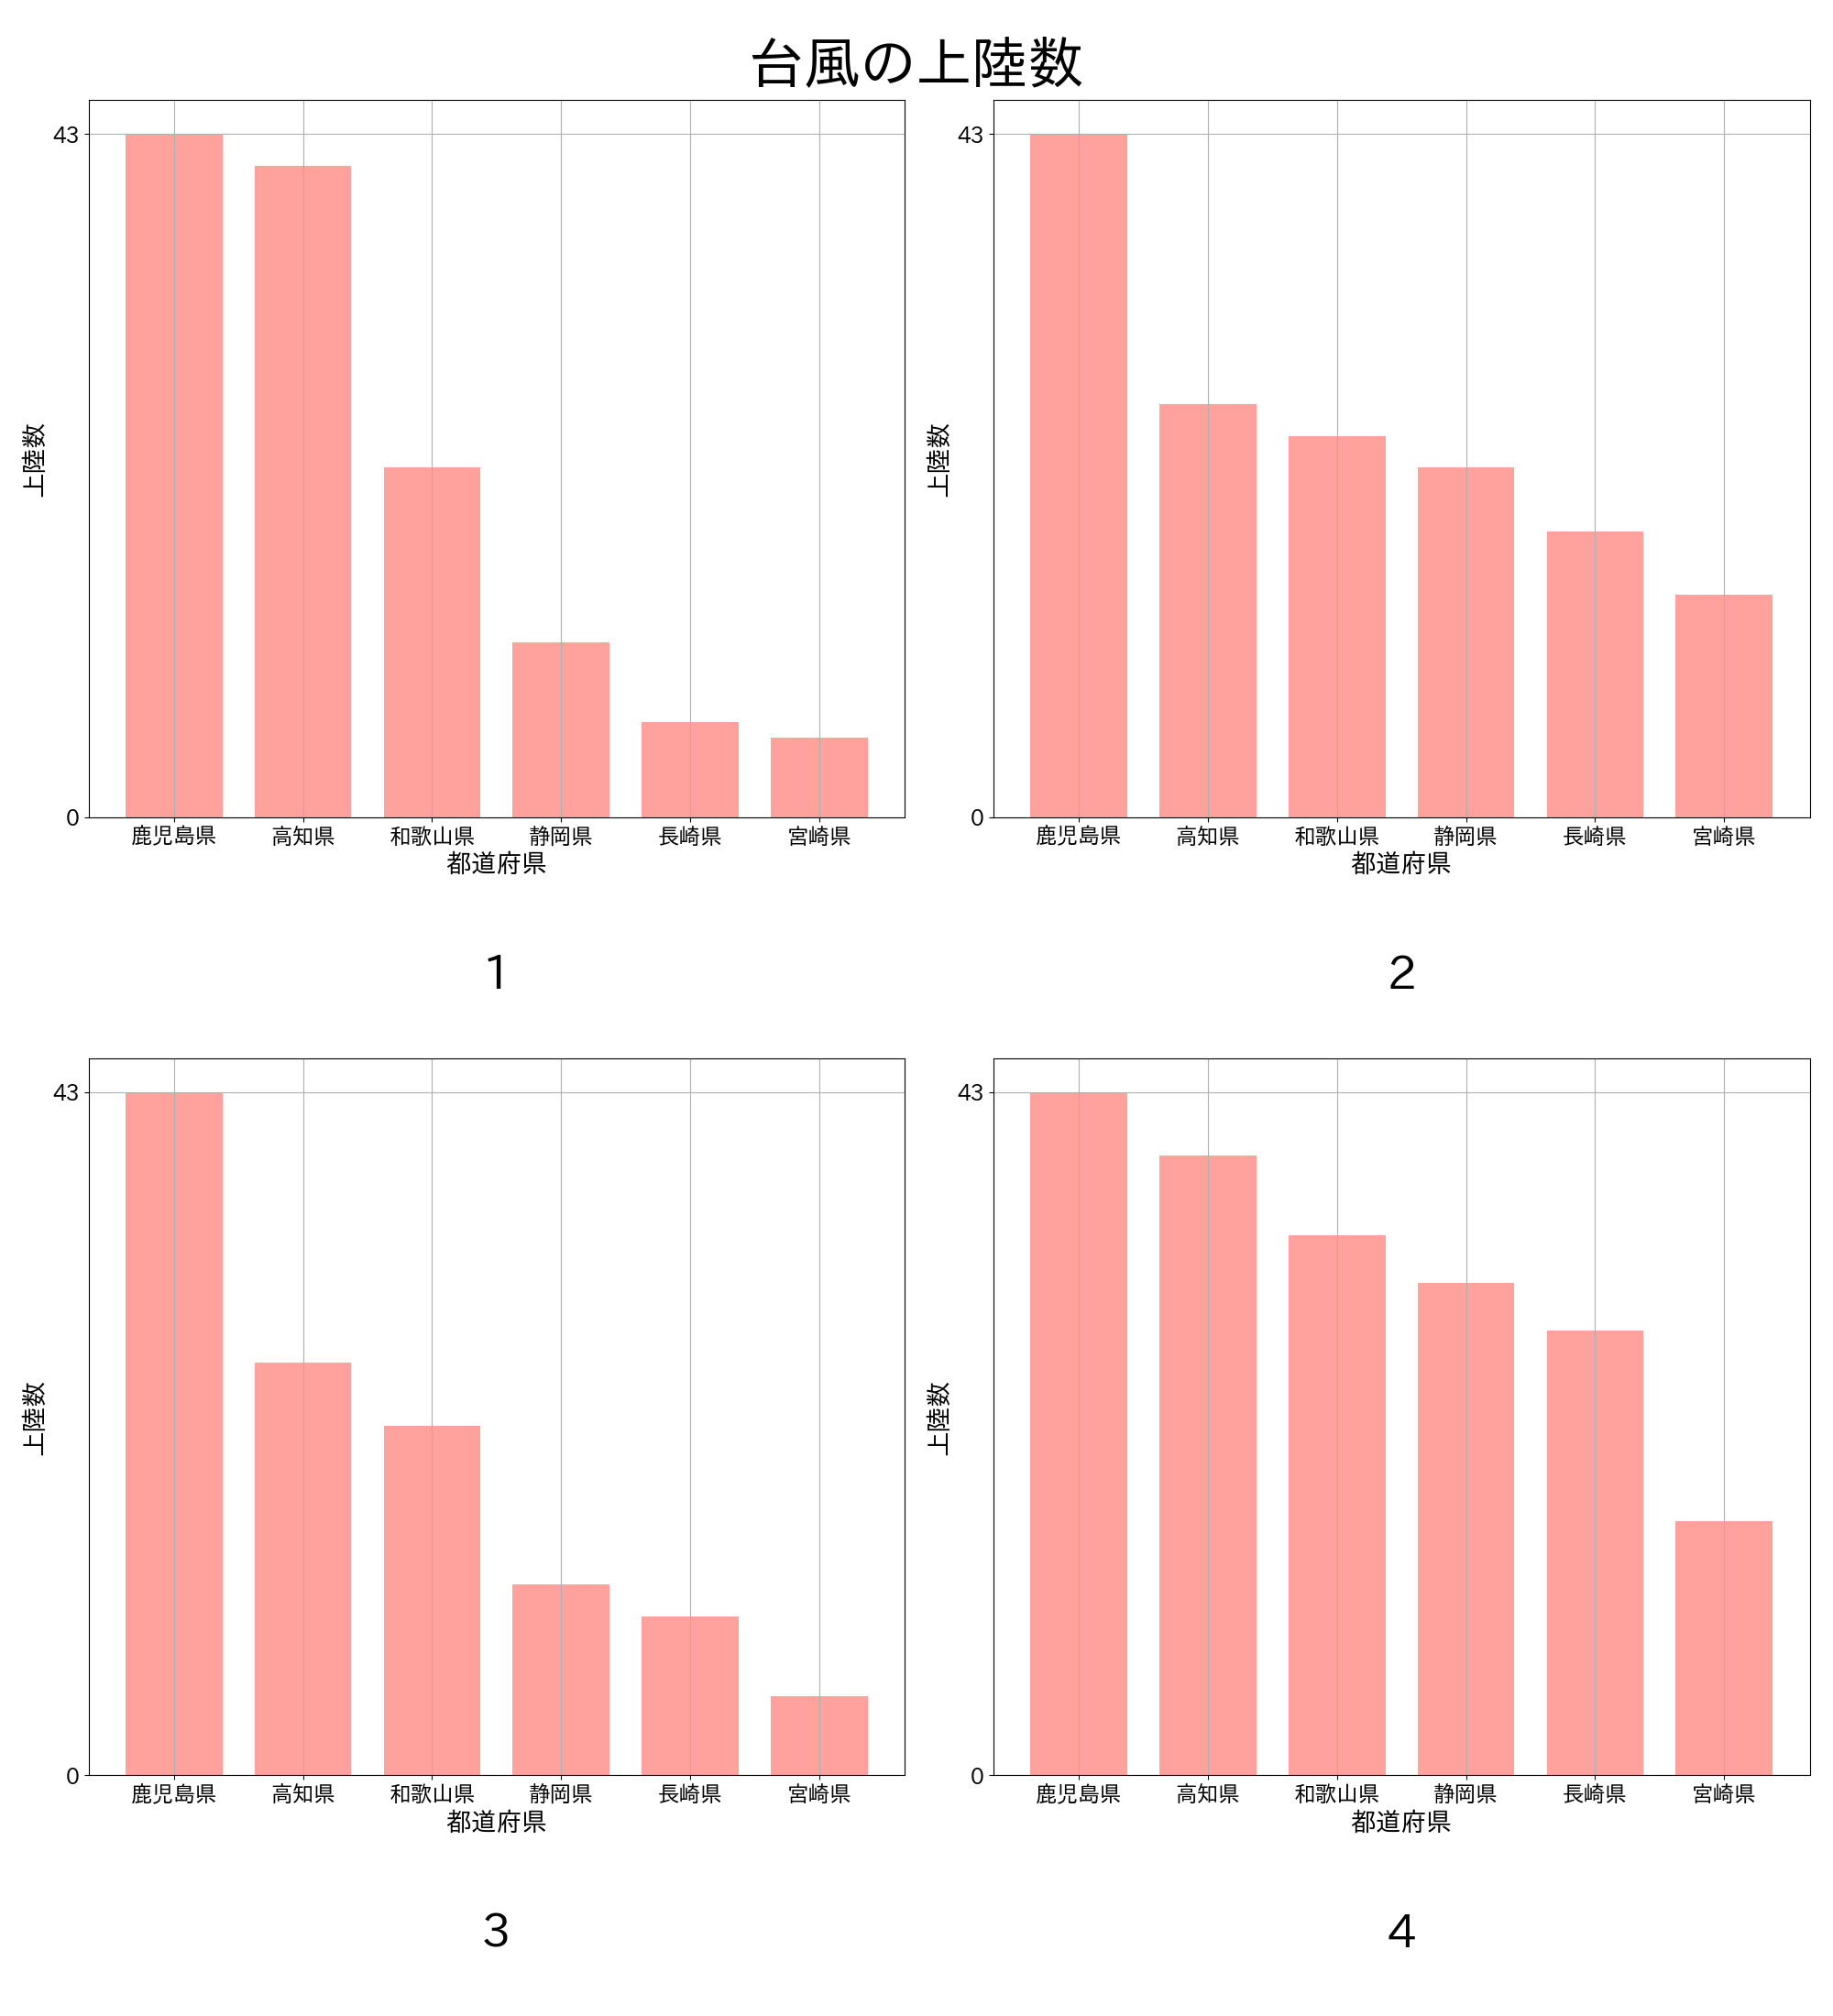 台風の上陸数
43
0
上陸数
鹿児島県 高知県 和歌山県 静岡県 長崎県 宮崎県
都道府県
1
43
0
上陸数
鹿児島県 高知県 和歌山県 静岡県 長崎県 宮崎県
都道府県
2
43
0
上陸数
鹿児島県 高知県 和歌山県 静岡県 長崎県 宮崎県
都道府県
3
43
0
上陸数
鹿児島県 高知県 和歌山県 静岡県 長崎県 宮崎県
都道府県
4